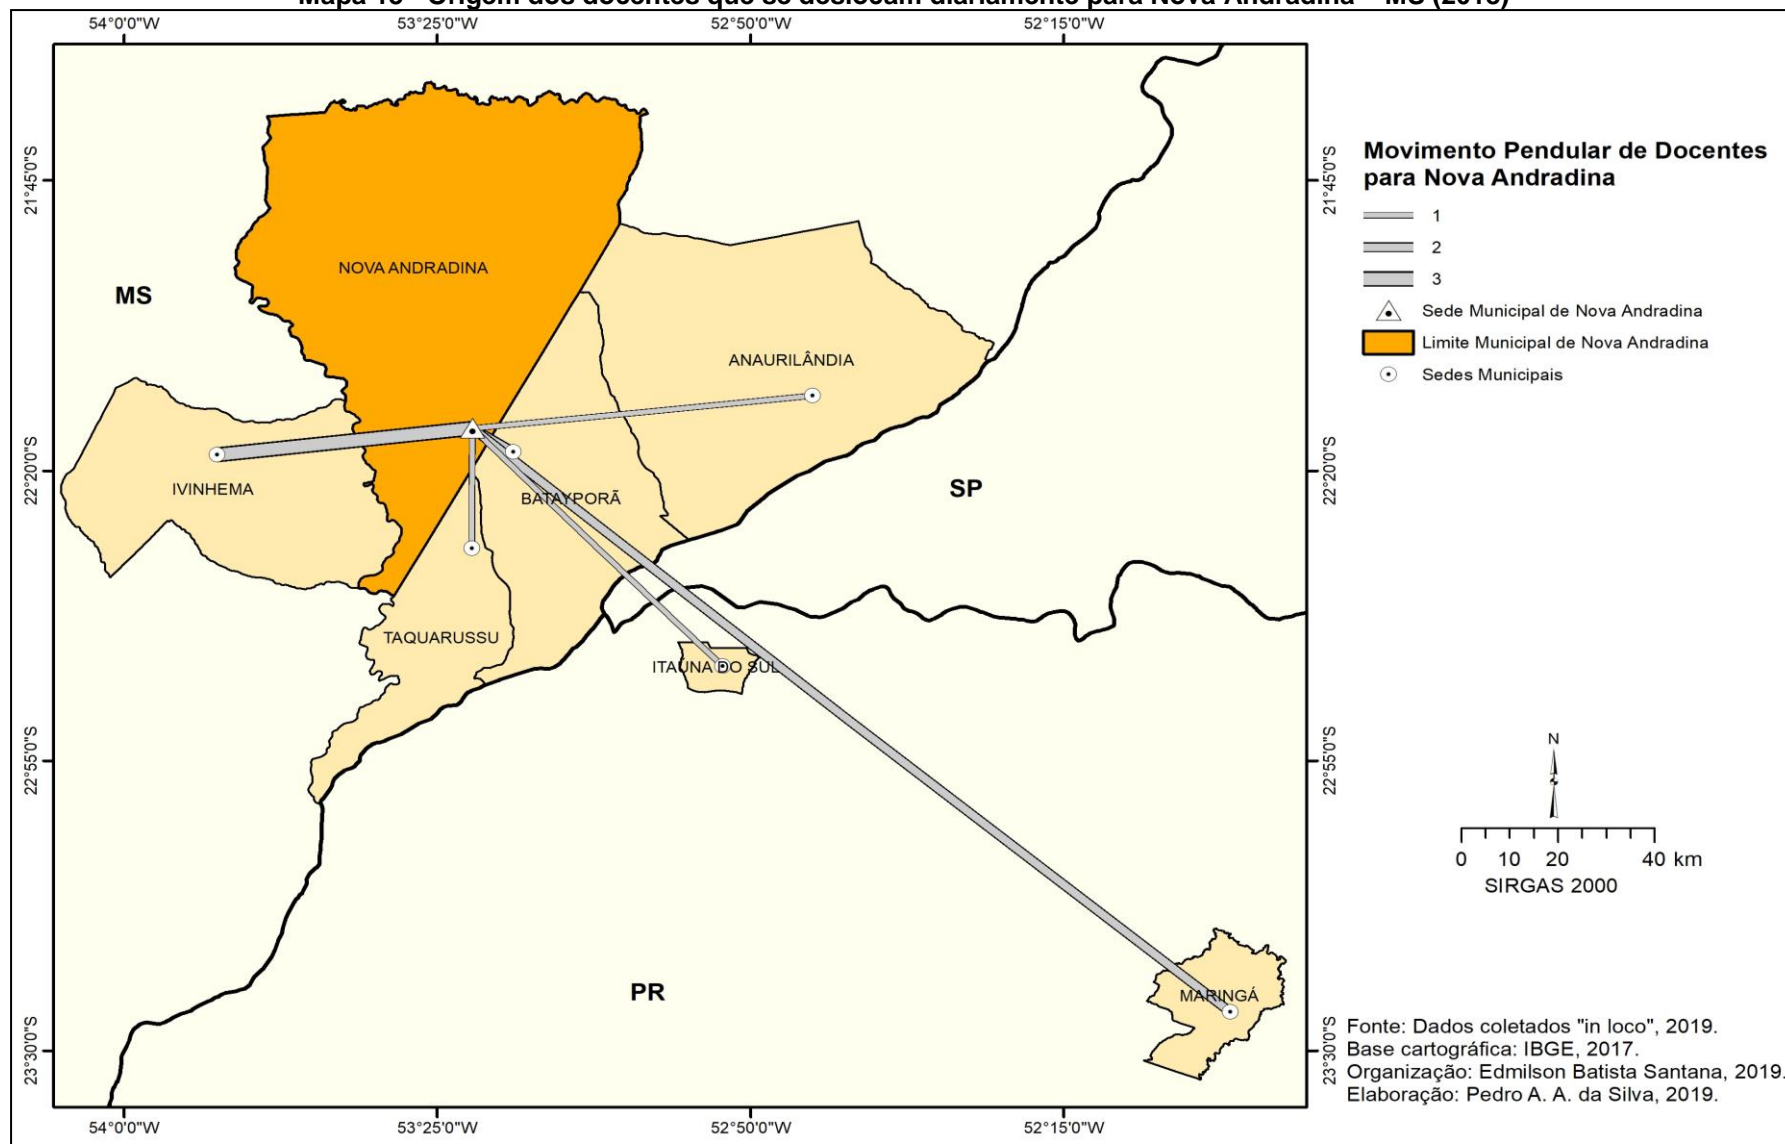 Mapa 16 - Origem dos docentes que se deslocam diariamente para Nova Andradina – MS (2018)
54°0'0"W 53°25'0"W 52°50'0"W 52°15'0"W
21°45'0"S
21°45'0"S
Movimento Pendular de Docentes
para Nova Andradina
1
2
3
Sede Municipal de Nova Andradina
Limite Municipal de Nova Andradina
Sedes Municipais
NOVA ANDRADINA
MS
ANAURILÂNDIA
22°20'0"S
22°20'0"S
IVINHEMA
BATAYPORÃ
SP
TAQUARUSSU
ITAÚNA DO SUL
22°55'0"S
22°55'0"S
N
0 10 20 40 km
SIRGAS 2000
PR
MARINGÁ
23°30'0"S
23°30'0"S
Fonte: Dados coletados "in loco", 2019.
Base cartográfica: IBGE, 2017.
Organização: Edmilson Batista Santana, 2019.
Elaboração: Pedro A. A. da Silva, 2019.
54°0'0"W 53°25'0"W 52°50'0"W 52°15'0"W